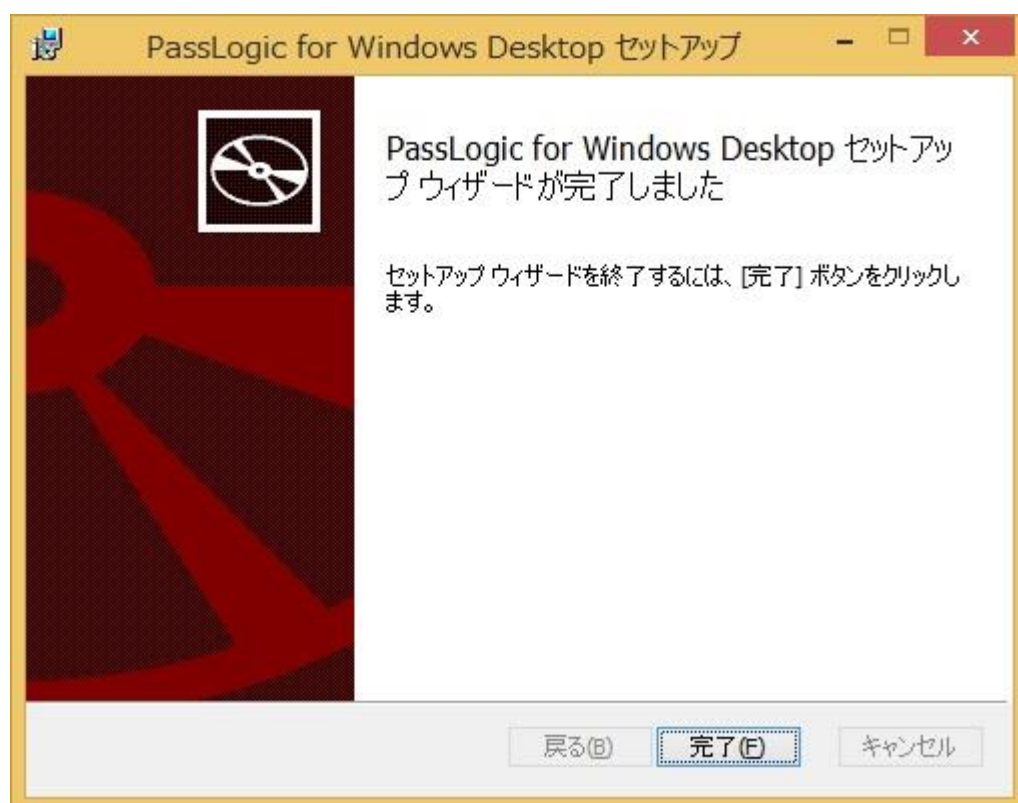 PassLogic for Windows Desktop セットアップ
PassLogic for Windows Desktop セットアッ
プ ウィザードが完了しました
セットアップ ウィザードを終了するには、[完了] ボタンをクリックし
ます。
戻る(B) 完了(F) キャンセル